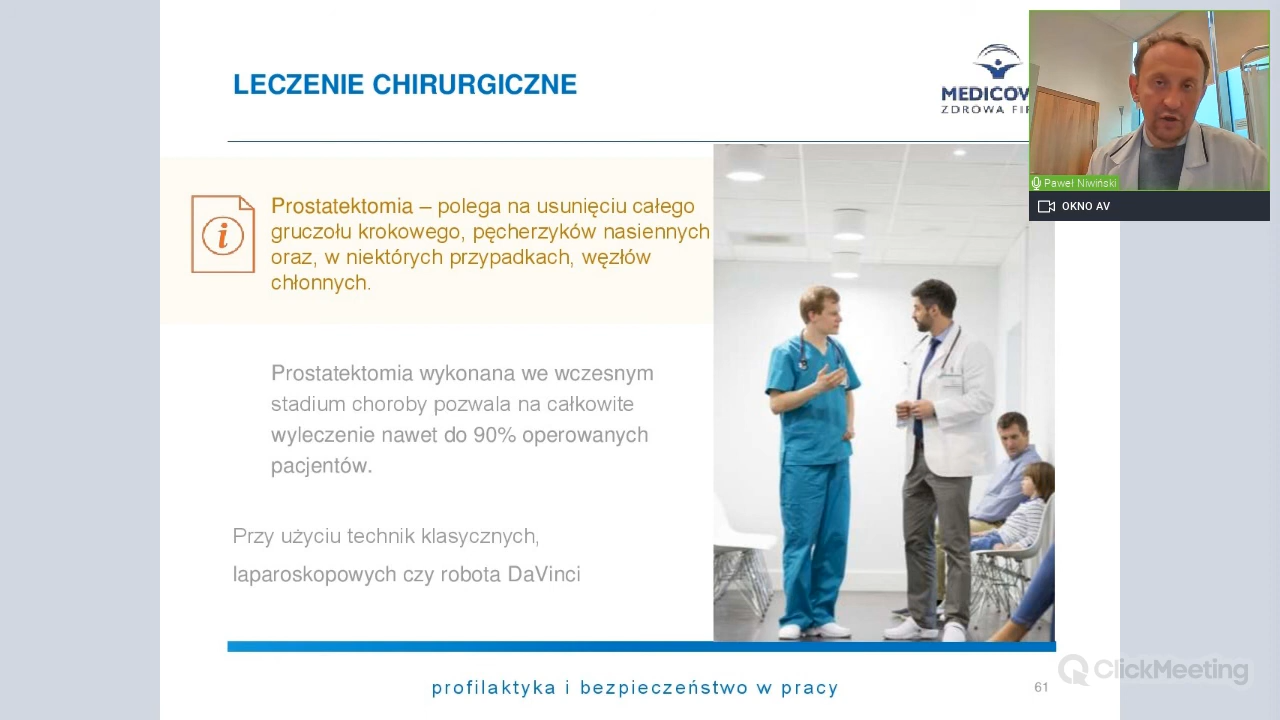 LECZENIE CHIRURGICZNE
ZDROWA
Paweł Niwiński
OKNO AV
i
Prostatektomia – polega na usunięciu całego
gruczołu krokowego, pęcherzyków nasiennych
oraz, w niektórych przypadkach, węzłów
chłonnych.
Prostatektomia wykonana we wczesnym
stadium choroby pozwala na całkowite
wyleczenie nawet do 90% operowanych
pacjentów.
Przy użyciu technik klasycznych,
laparoskopowych czy robota DaVinci
profilaktyka i bezpieczeństwo w pracy
61
ClickMeeting